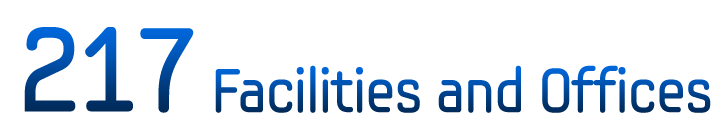 217 Facilities and Offices